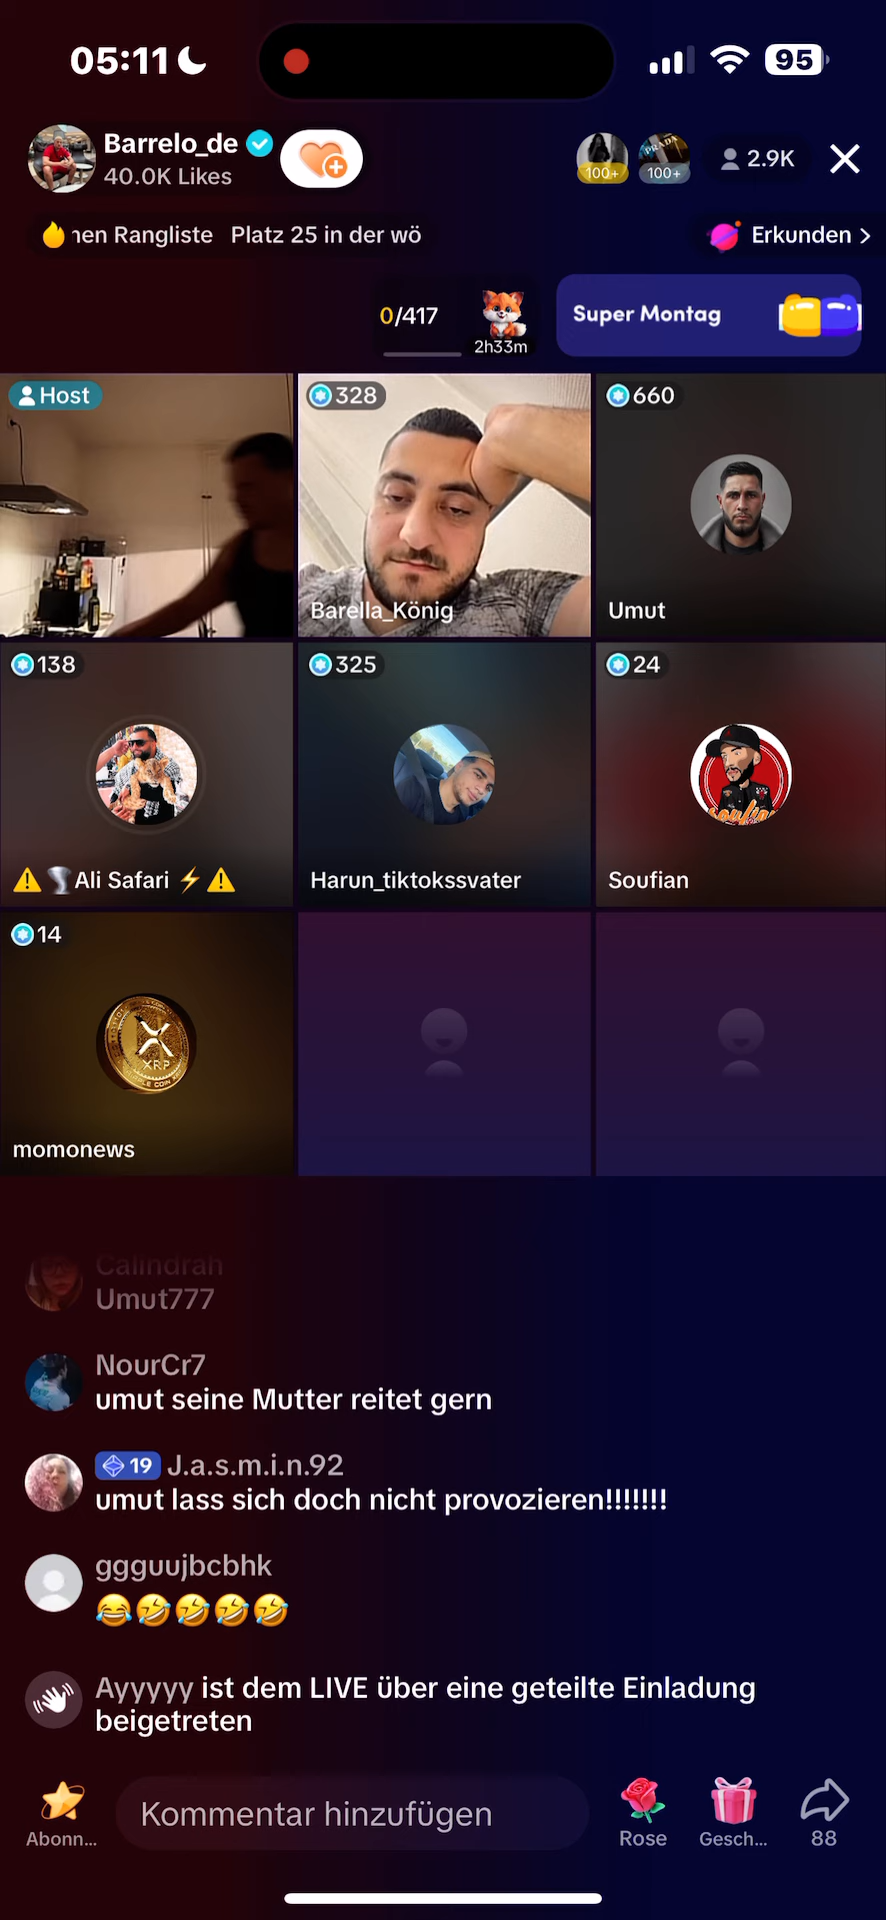 05:11
95
Barrelo_de
40.0K Likes
100+
100+
2.9K
nen Rangliste Platz 25 in der wö
Erkunden >
0/417
2h33m
Super Montag
Host
328
660
Barella_König
Umut
138
325
24
⚠️🌪️Ali Safari ⚡⚠️
Harun_tiktokssvater
Soufian
14
XRP
momonews
Calindrah
Umut777
NourCr7
umut seine Mutter reitet gern
19 J.a.s.m.i.n.92
umut lass sich doch nicht provozieren!!!!!!!
ggguujbcbhk
😂🤣🤣🤣🤣
Ayyyyy ist dem LIVE über eine geteilte Einladung
beigetreten
Abonn...
Kommentar hinzufügen
Rose
Gesch...
88